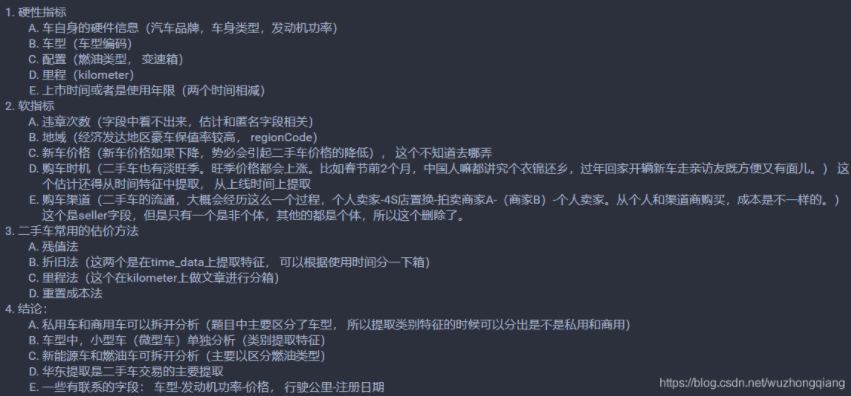 1. 硬性指标
A. 车自身的硬件信息（汽车品牌，车身类型，发动机功率）
B. 车型（车型编码）
C. 配置（燃油类型， 变速箱）
D. 里程（kilometer）
E. 上市时间或者是使用年限（两个时间相减）
2. 软指标
A. 违章次数（字段中看不出来，估计和匿名字段相关）
B. 地域（经济发达地区豪车保值率较高， regionCode）
C. 新车价格（新车价格如果下降，势必会引起二手车价格的降低）， 这个不知道去哪弄
D. 购车时机（二手车也有淡旺季。旺季价格都会上涨。比如春节前2个月，中国人嘛都讲究个衣锦还乡，过年回家开辆新车走亲访友既方便又有面儿。） 这
个估计还得从时间特征中提取， 从上线时间上提取
E. 购车渠道（二手车的流通，大概会经历这么一个过程，个人卖家-4S店置换-拍卖商家A-（商家B）-个人卖家。从个人和渠道商购买，成本是不一样的。）
这个是seller字段，但是只有一个是非个体，其他的都是个体，所以这个删除了。
3. 二手车常用的估价方法
A. 残值法
B. 折旧法（这两个是在time_data上提取特征， 可以根据使用时间分一下箱）
C. 里程法（这个在kilometer上做文章进行分箱）
D. 重置成本法
4. 结论：
A. 私用车和商用车可以拆开分析（题目中主要区分了车型， 所以提取类别特征的时候可以分出是不是私用和商用）
B. 车型中，小型车（微型车）单独分析（类别提取特征）
C. 新能源车和燃油车可拆开分析（主要以区分燃油类型）
D. 华东提取是二手车交易的主要提取
E. 一些有联系的字段： 车型-发动机功率-价格， 行驶公里-注册日期
https://blog.csdn.net/wuzhongqiang